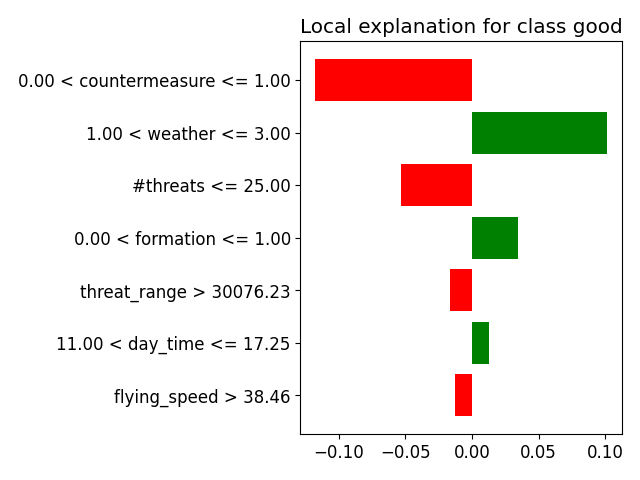 Local explanation for class good
0.00 < countermeasure <= 1.00
1.00 < weather <= 3.00
#threats <= 25.00
0.00 < formation <= 1.00
threat_range > 30076.23
11.00 < day_time <= 17.25
flying_speed > 38.46
−0.10 −0.05 0.00 0.05 0.10